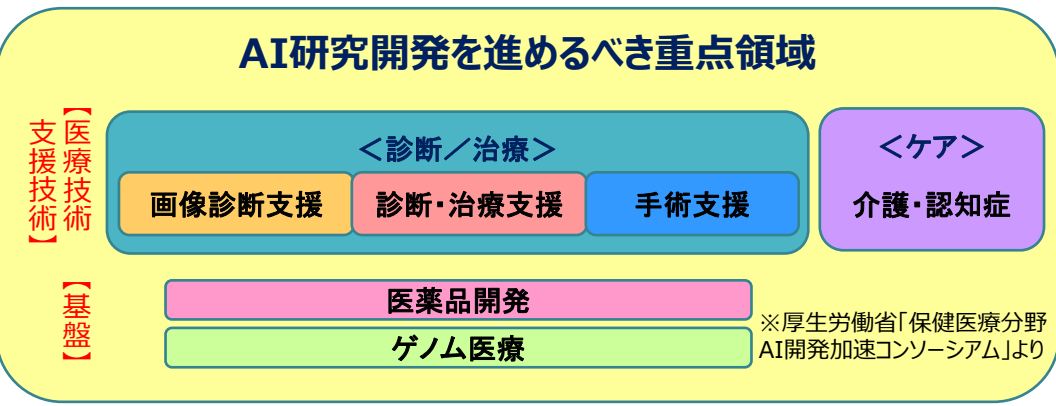 AI研究開発を進めるべき重点領域
【医療技術
支援技術】
＜診断／治療＞
画像診断支援
診断・治療支援
手術支援
＜ケア＞
介護・認知症
【基盤】
医薬品開発
ゲノム医療
※厚生労働省「保健医療分野
AI開発加速コンソーシアム」より